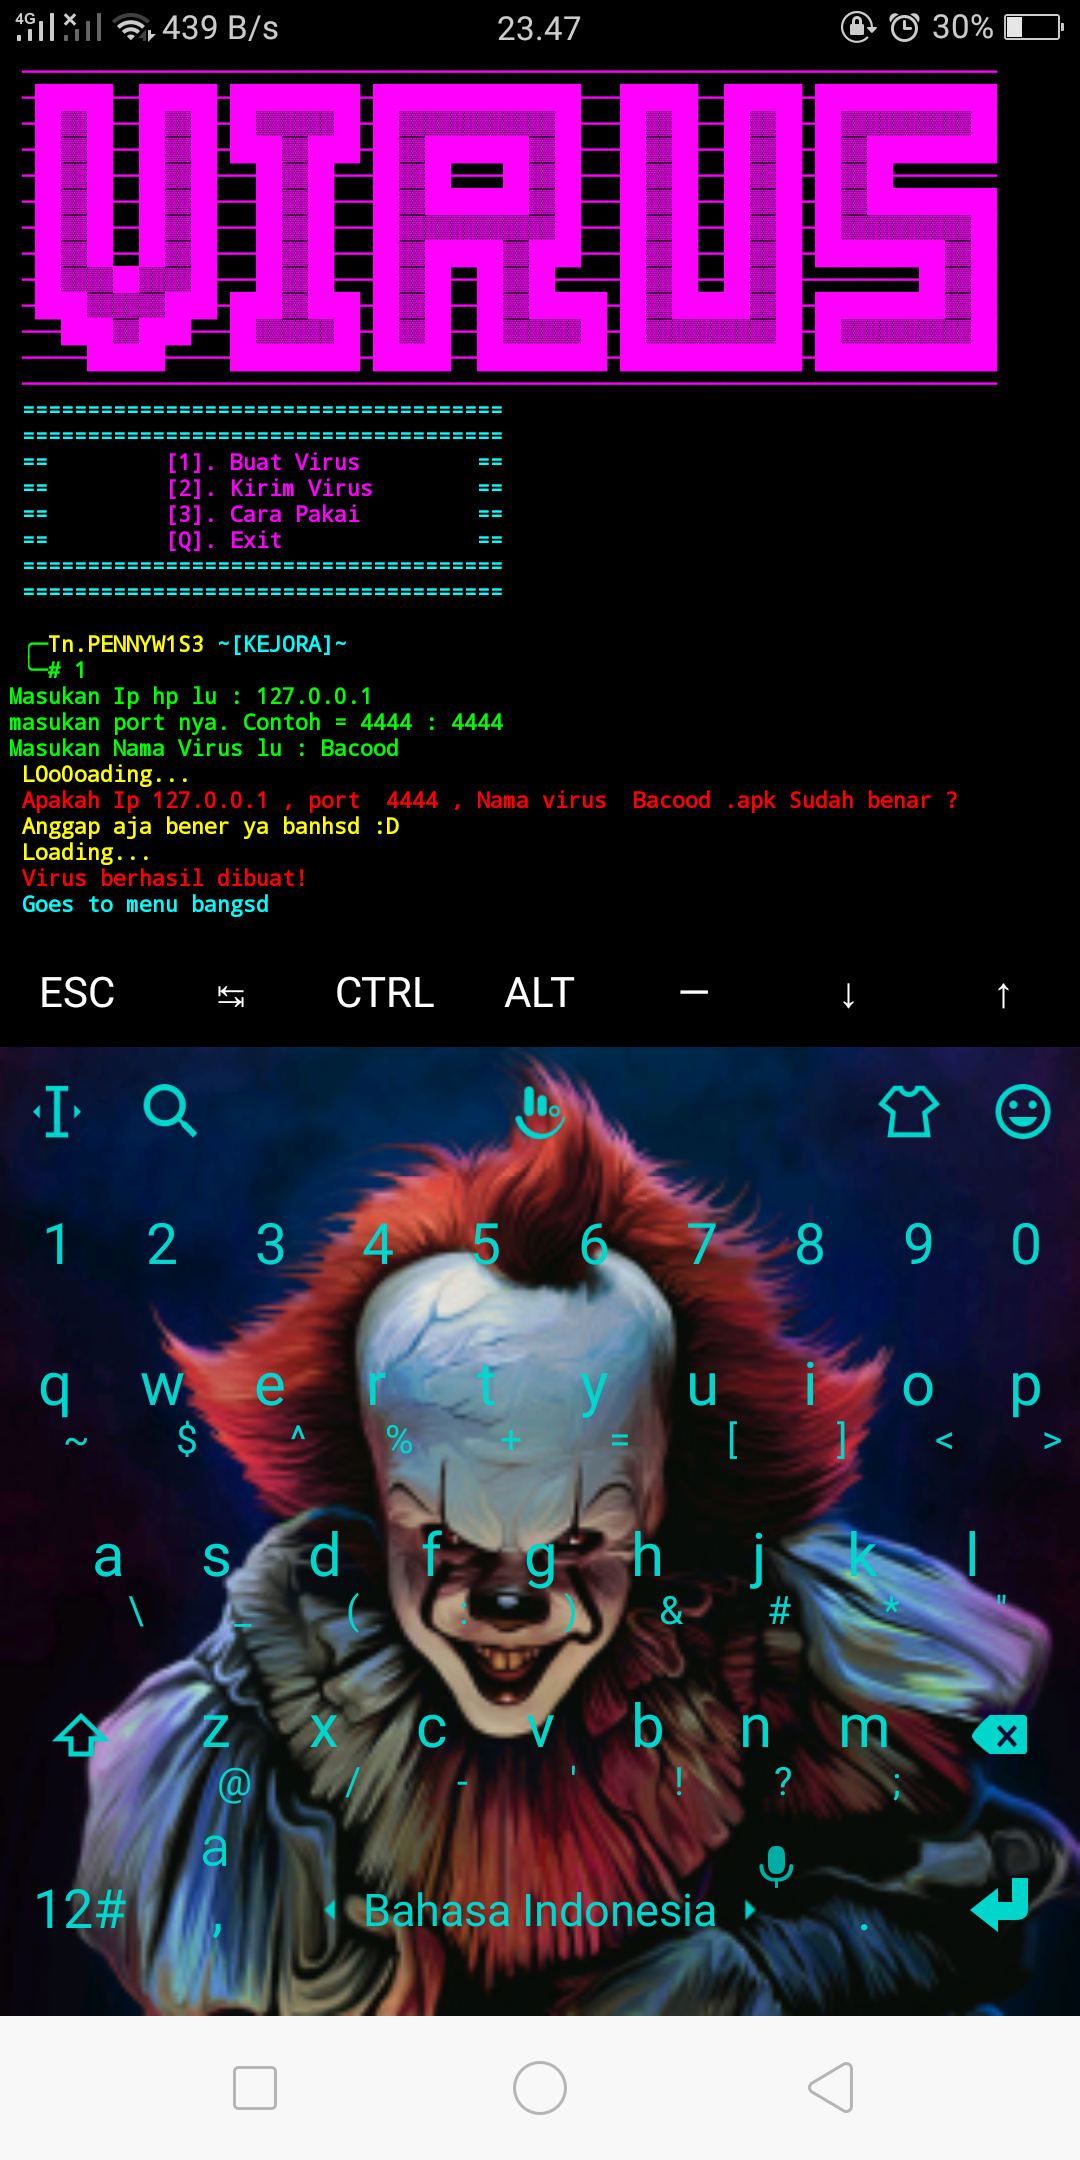 4G 439 B/s 23.47 30%
VIRUS
=====================================
=====================================
== [1]. Buat Virus ==
== [2]. Kirim Virus ==
== [3]. Cara Pakai ==
== [Q]. Exit ==
=====================================
=====================================
Tn.PENNYW1S3 ~[KEJORA]~
# 1
Masukan Ip hp lu : 127.0.0.1
masukan port nya. Contoh = 4444 : 4444
Masukan Nama Virus lu : Bacood
LOoOoading...
Apakah Ip 127.0.0.1 , port  4444 , Nama virus  Bacood .apk Sudah benar ?
Anggap aja bener ya banhsd :D
Loading...
Virus berhasil dibuat!
Goes to menu bangsd
ESC ↹ CTRL ALT — ↓ ↑
1 2 3 4 5 6 7 8 9 0
q w e r t y u i o p
~ $ ^ % + = [ ] < >
a s d f g h j k l
\ _ ( : ) & # * "
z x c v b n m
@ / - ' ! ? ;
a
12# , Bahasa Indonesia .